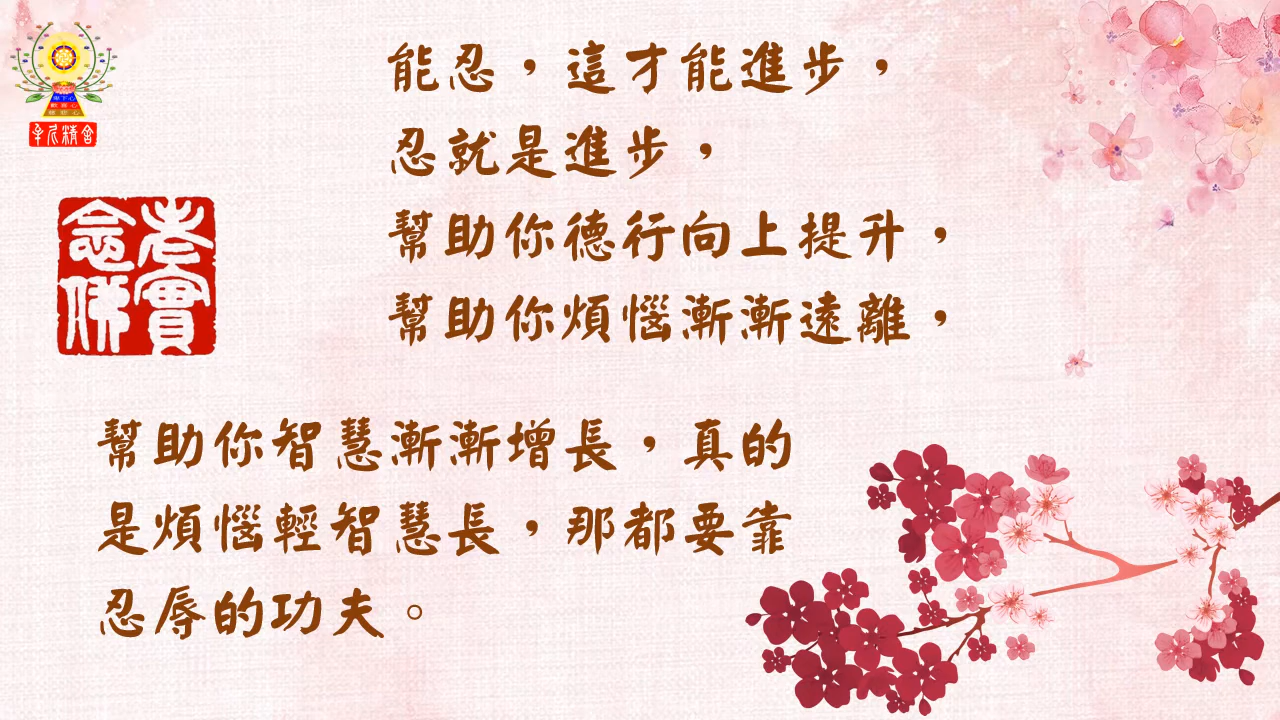 能忍，這才能進步，
忍就是進步，
幫助你德行向上提升，
幫助你煩惱漸漸遠離，
老實
念佛
幫助你智慧漸漸增長，真的
是煩惱輕智慧長，那都要靠
忍辱的功夫。